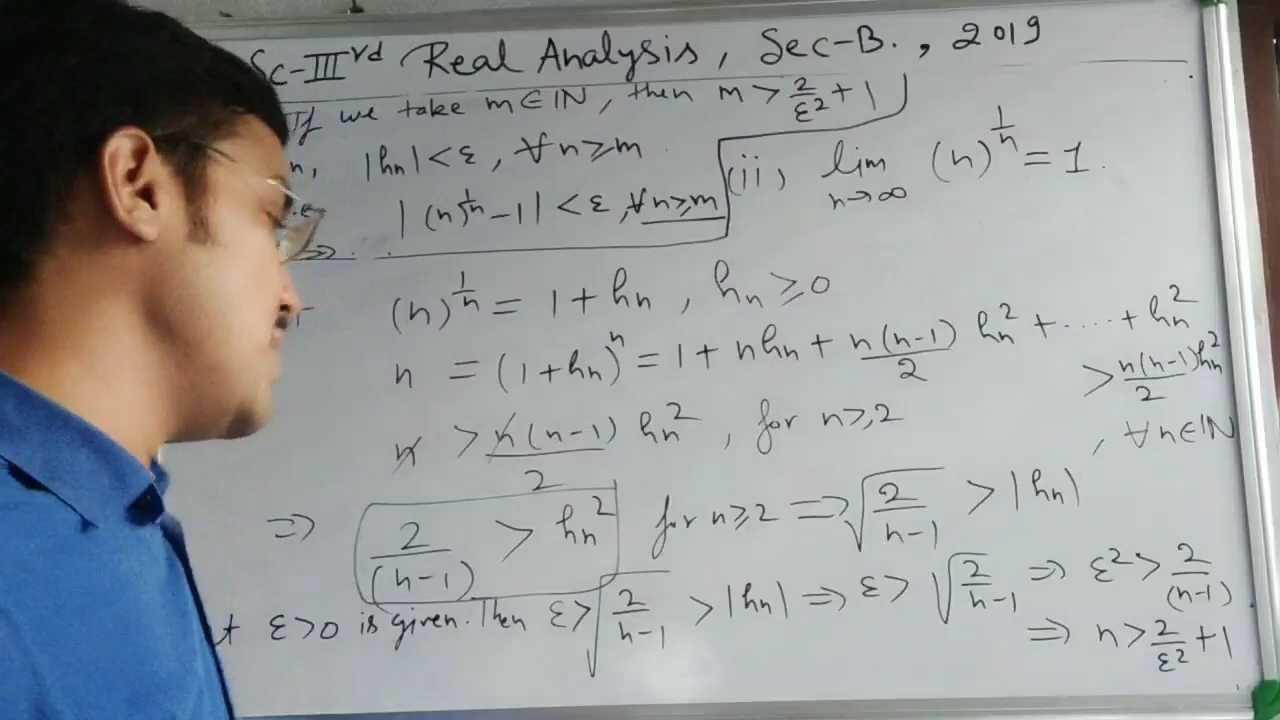 Sc-IIIrd Real Analysis, Sec-B., 2019
If we take m∈IN, then m > 2/ε² + 1
n, |hn| < ε, ∀ n ≥ m
|(n)^1/n - 1| < ε, ∀ n ≥ m
(ii, lim n→∞ (n)^1/n = 1.
(n)^1/n = 1 + hn, hn ≥ 0
n = (1+hn)^n = 1 + nhn + n(n-1)/2 hn² + ..... + hn²
> n(n-1)hn²/2
, ∀n∈IN
n > n(n-1)/2 hn², for n ≥, 2
⇒ 2/(n-1) > hn² for n ≥ 2 ⇒ √2/n-1 > |hn|
t ε>0 is given. Then ε > √2/n-1 > |hn| ⇒ ε > √2/n-1 ⇒ ε² > 2/(n-1)
⇒ n > 2/ε² + 1